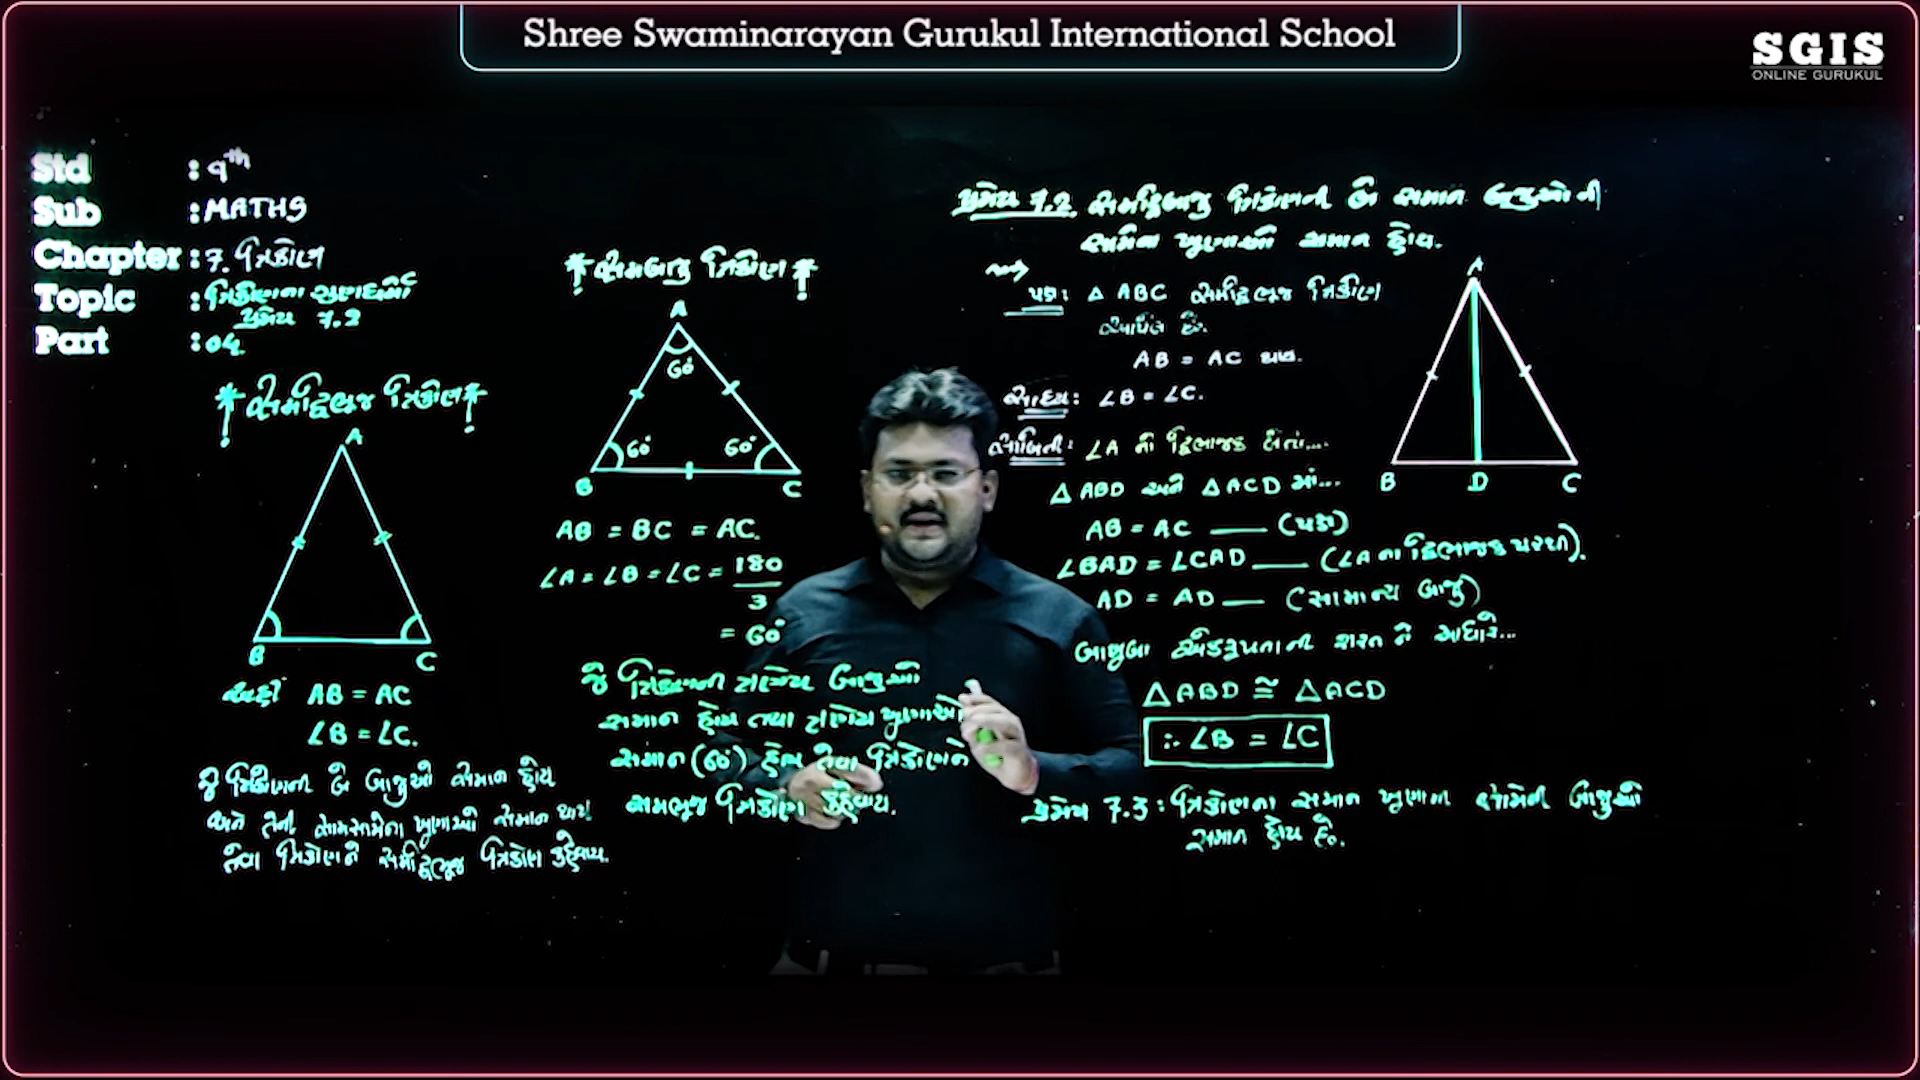 Shree Swaminarayan Gurukul International School
SGIS
ONLINE GURUKUL
Std : 9th
Sub : MATHS
Chapter : 7. ત્રિકોણ
Topic : ત્રિકોણના ગુણધર્મો
પ્રમેય 7.2
Part : 04
* સમદ્વિભૂજ ત્રિકોણ *
A
B
C
અહીં AB = AC
∠B = ∠C.
જે ત્રિકોણની બે બાજુઓ સમાન હોય
અને તેની સામસામેના ખુણાઓ સમાન થાય
તેવા ત્રિકોણને સમદ્વિભૂજ ત્રિકોણ કહેવાય.
* સમબાજુ ત્રિકોણ *
A
60°
60°
60°
B
C
AB = BC = AC.
∠A = ∠B = ∠C = 180
3
= 60°
જે ત્રિકોણની ત્રણેય બાજુઓ
સમાન હોય તથા ત્રણેય ખુણાઓ
સમાન (60°) હોય તેવા ત્રિકોણને
સમભૂજ ત્રિકોણ કહેવાય.
પ્રમેય 7.2 સમદ્વિબાજુ ત્રિકોણની બે સમાન બાજુઓની
સામેના ખુણાઓ સમાન હોય.
પક્ષ : △ ABC સમદ્વિભૂજ ત્રિકોણ
આપેલ છે.
AB = AC થાય.
સાધ્ય : ∠B = ∠C.
સાબિતી : ∠A નો દ્વિભાજક લેતાં...
△ ABD અને △ ACD માં...
AB = AC —— (પક્ષ)
∠BAD = ∠CAD —— (∠A ના દ્વિભાજક પરથી).
AD = AD —— (સામાન્ય બાજુ)
બાખુબા એકરૂપતાની શરત ને આધારે...
△ ABD ≅ △ ACD
∴ ∠B = ∠C
A
B
D
C
પ્રમેય 7.3 : ત્રિકોણના સમાન ખુણાના સામેની બાજુઓ
સમાન હોય છે.